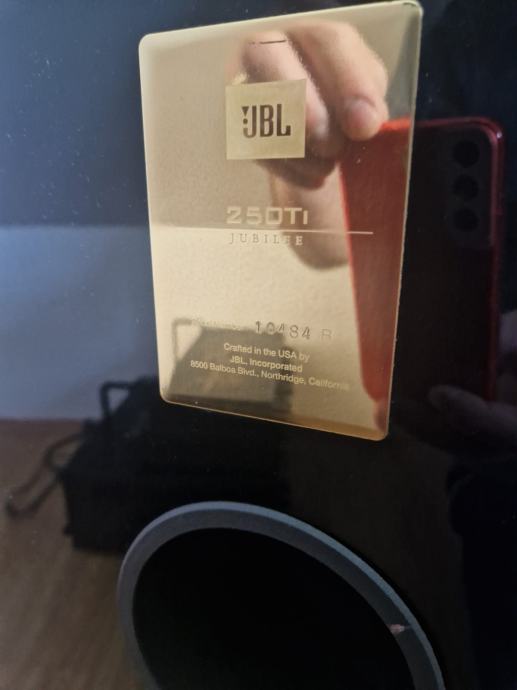 JBL
250Ti
JUBILEE
10484 B
Crafted in the USA by
JBL, Incorporated
8500 Balboa Blvd., Northridge, California